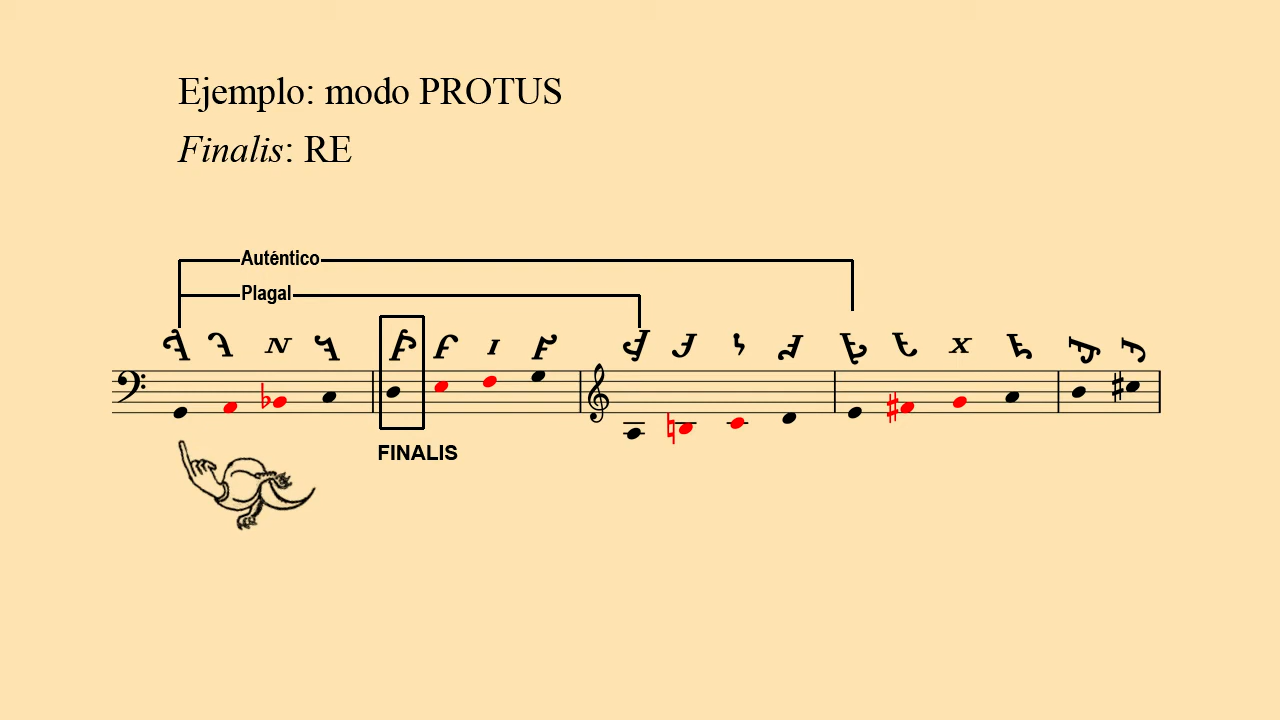 Ejemplo: modo PROTUS
Finalis: RE
Auténtico
Plagal
FINALIS